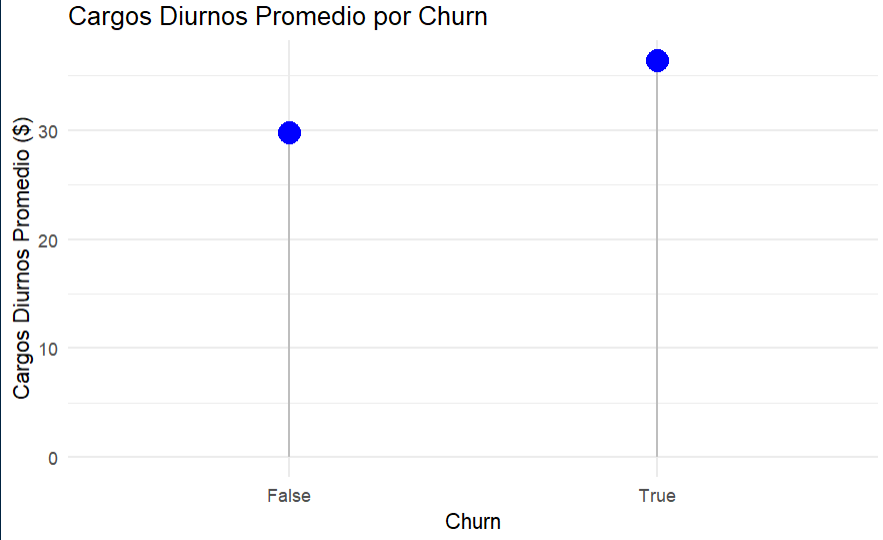 Cargos Diurnos Promedio por Churn
Cargos Diurnos Promedio ($)
30
20
10
0
False
True
Churn